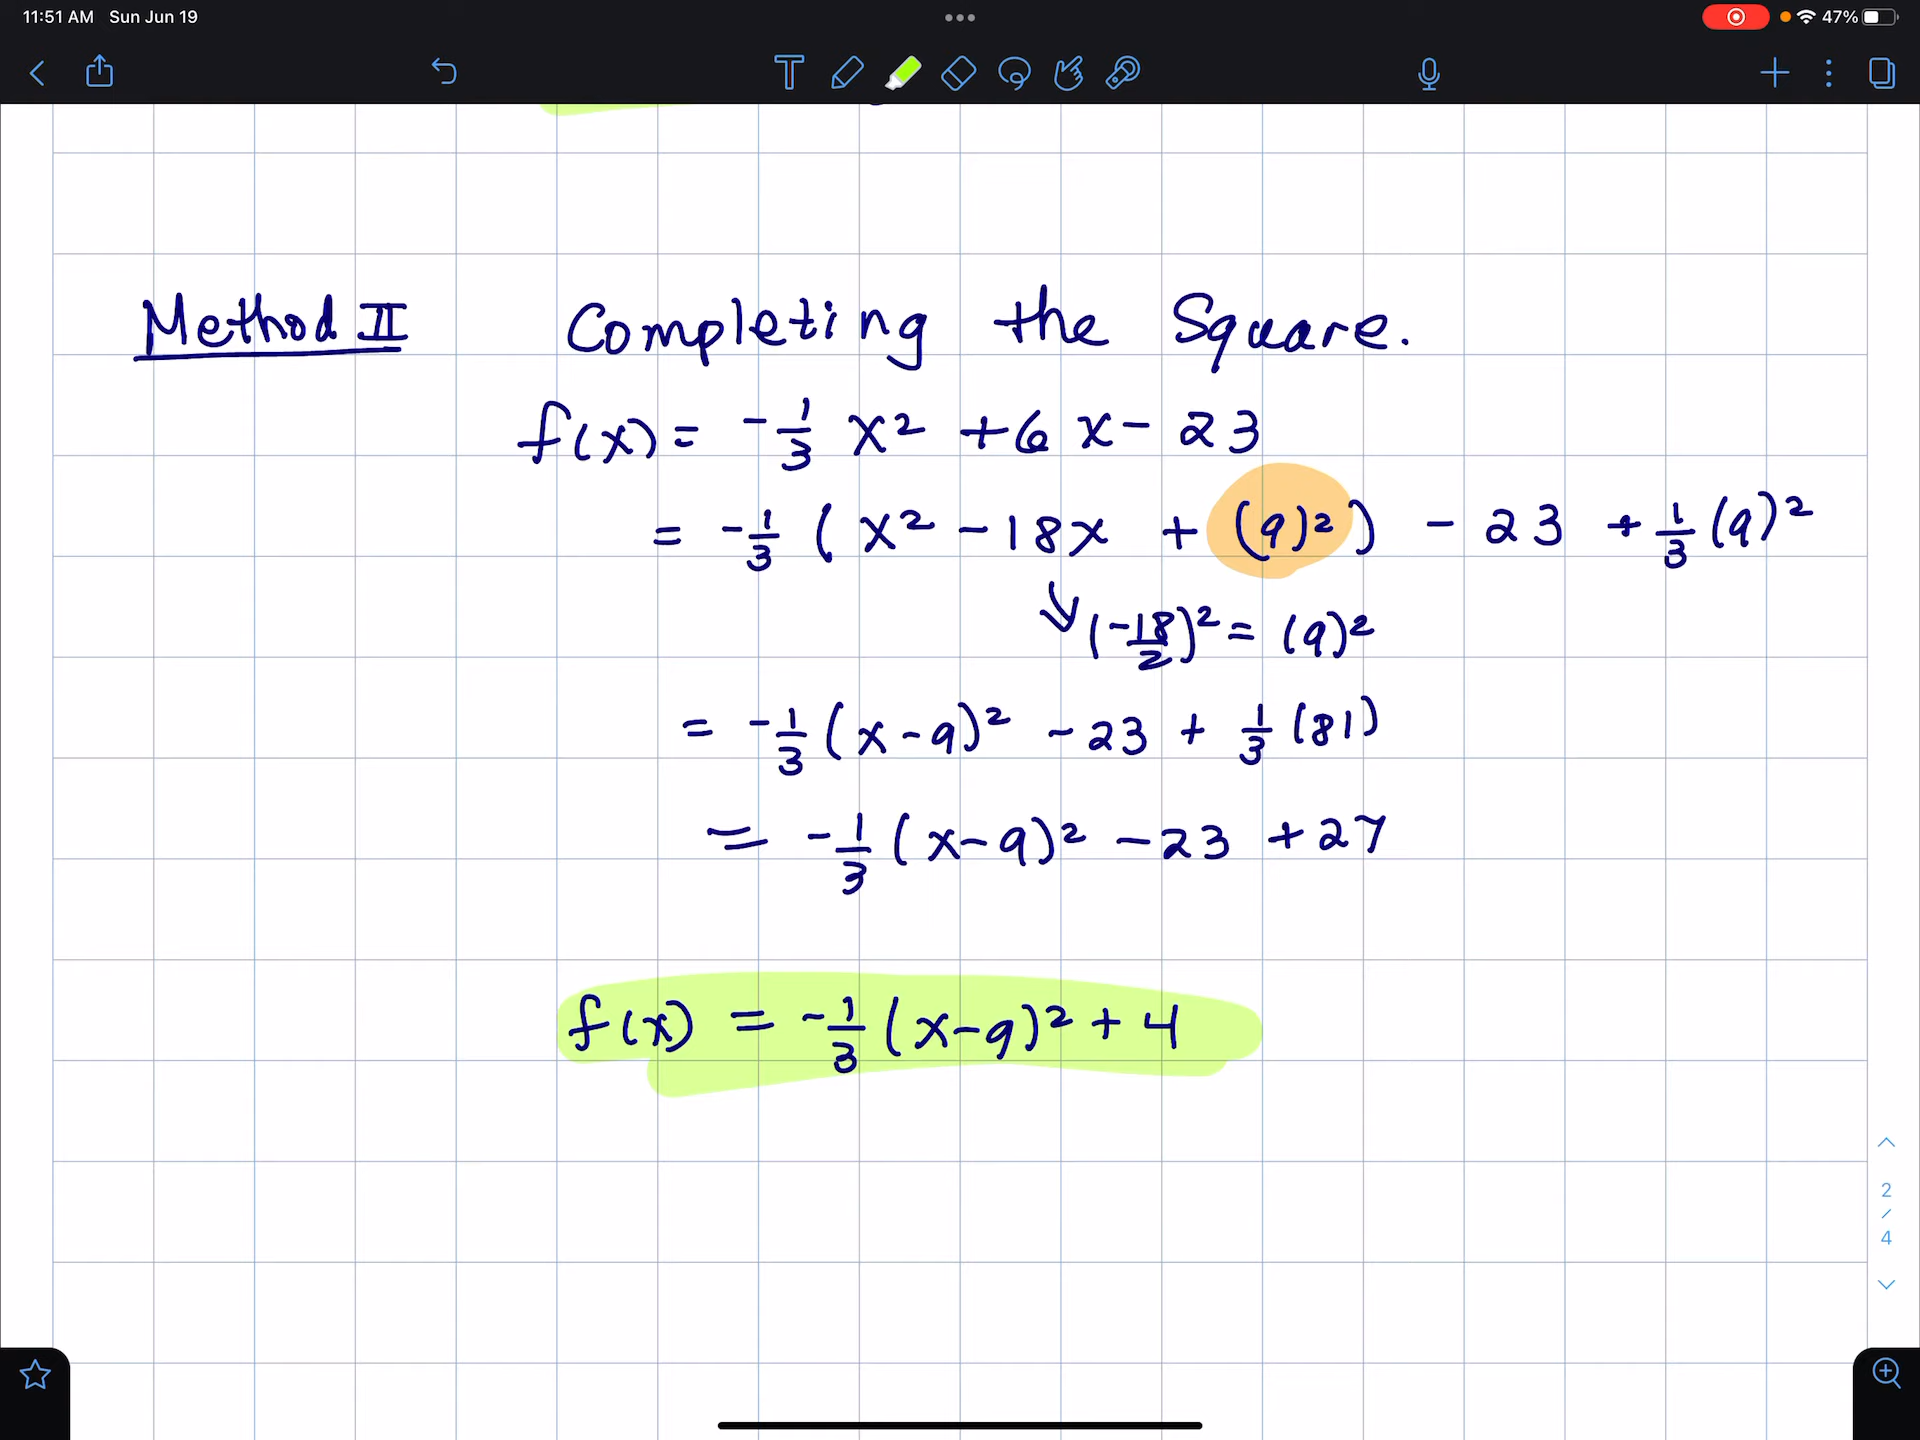 11:51 AM Sun Jun 19
47%
Method II Completing the Square.
f(x) = -1/3 x² + 6x - 23
= -1/3 (x² - 18x + (9)²) - 23 + 1/3 (9)²
(-18/2)² = (9)²
= -1/3 (x-9)² - 23 + 1/3 (81)
= -1/3 (x-9)² - 23 + 27
f(x) = -1/3 (x-9)² + 4
2
/
4